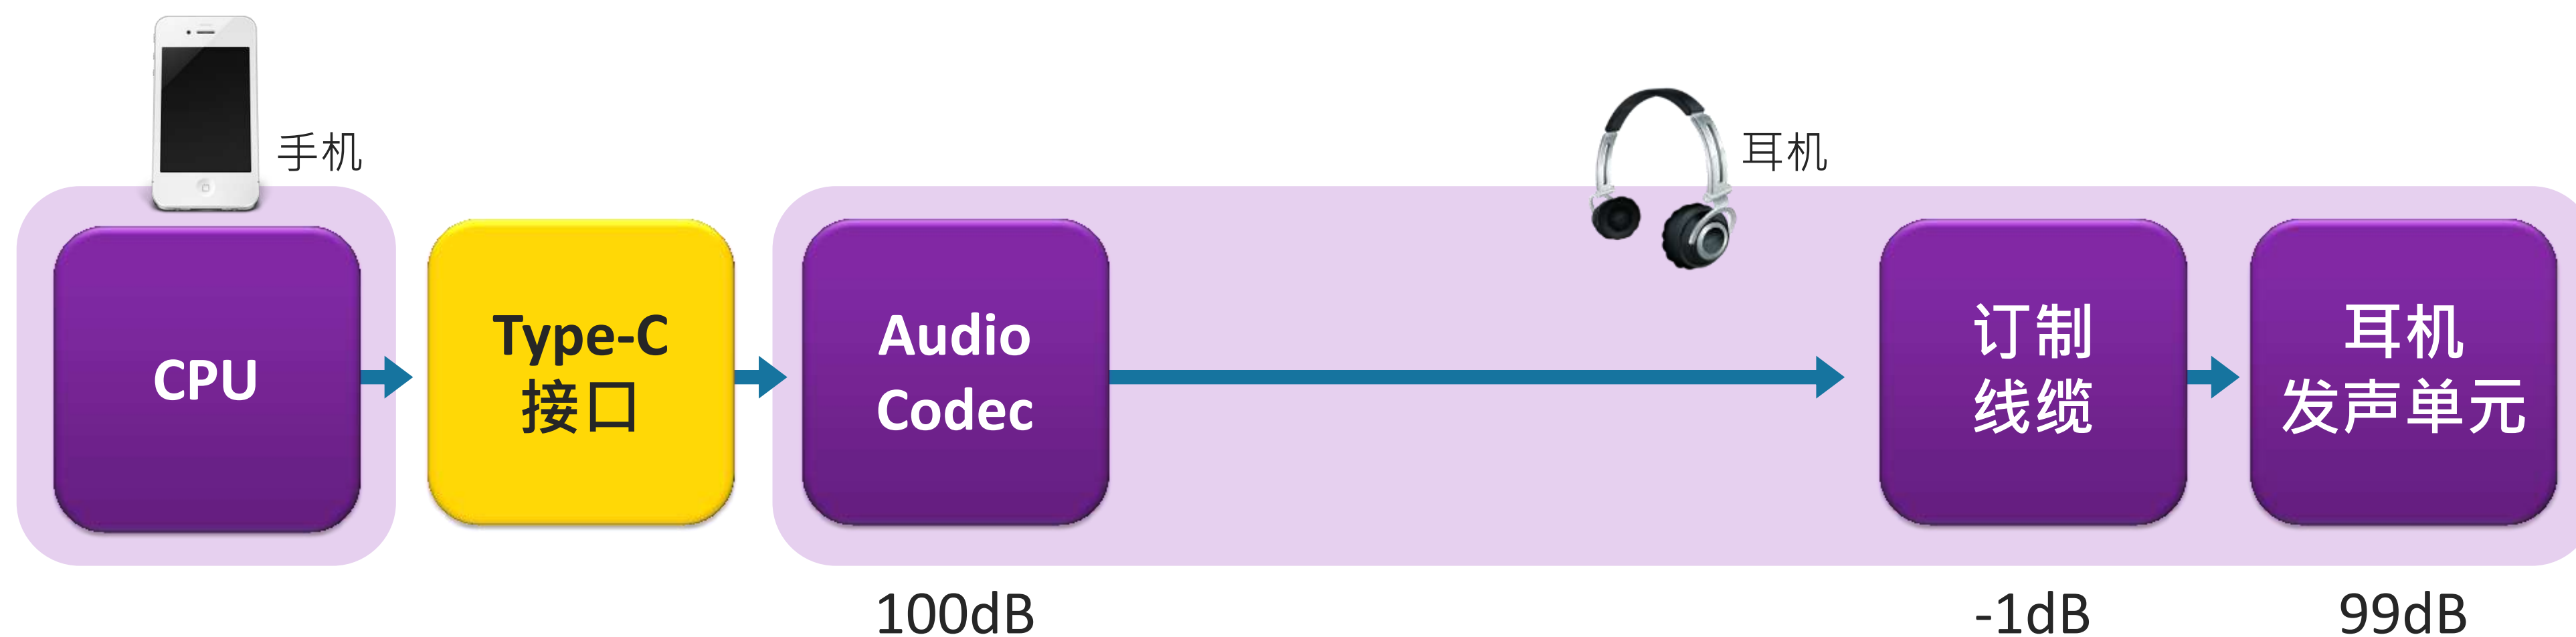 手机
耳机
CPU
Type-C
接口
Audio
Codec
订制
线缆
耳机
发声单元
100dB
-1dB
99dB